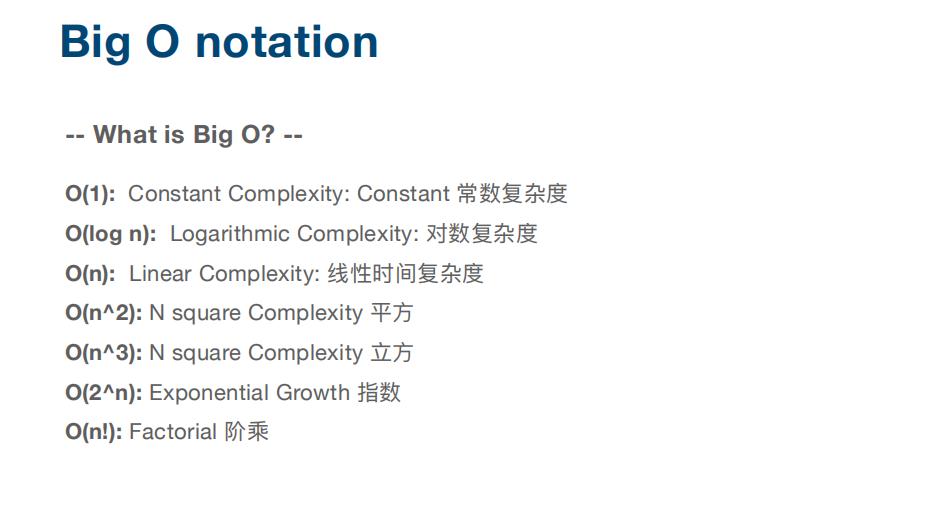 Big O notation
-- What is Big O? --
O(1): Constant Complexity: Constant 常数复杂度
O(log n): Logarithmic Complexity: 对数复杂度
O(n): Linear Complexity: 线性时间复杂度
O(n^2): N square Complexity 平方
O(n^3): N square Complexity 立方
O(2^n): Exponential Growth 指数
O(n!): Factorial 阶乘